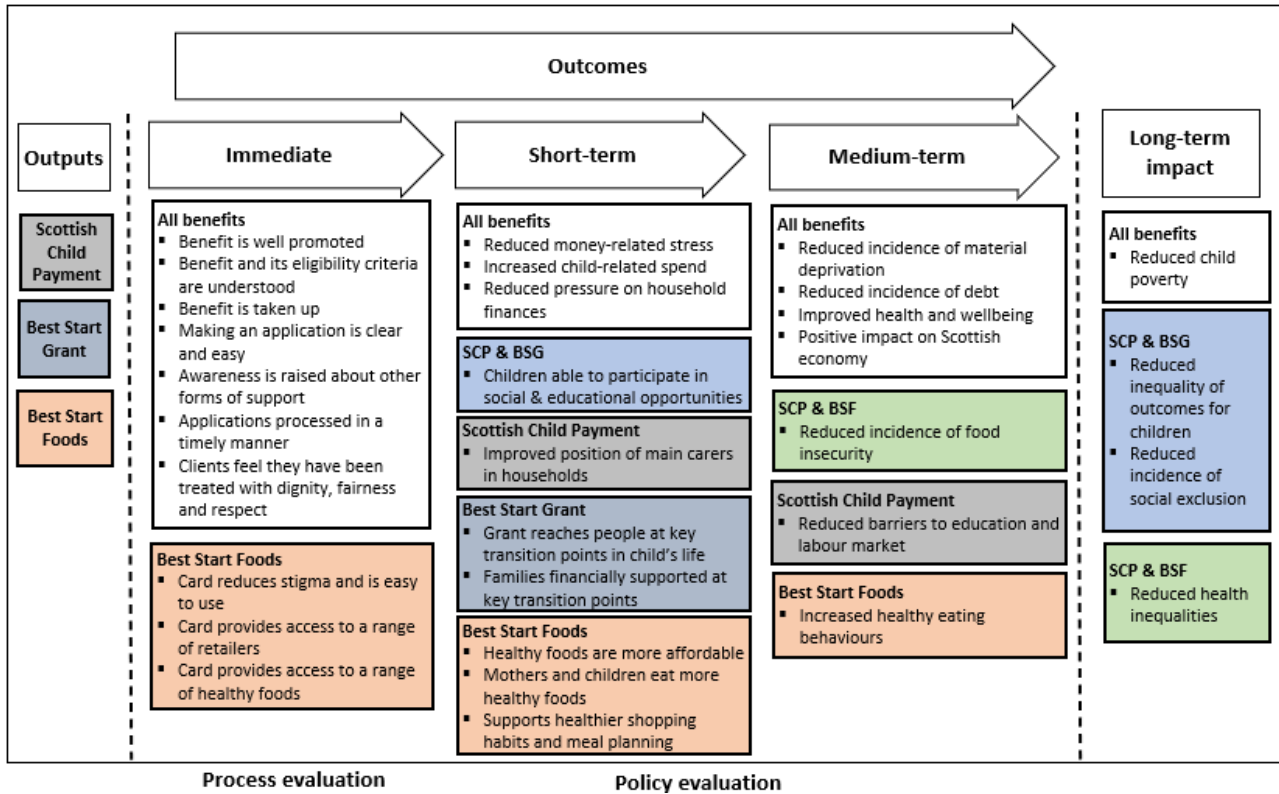 Outcomes
Outputs
Immediate
Short-term
Medium-term
Long-term
impact
Scottish
Child
Payment
Best Start
Grant
Best Start
Foods
All benefits
▪ Benefit is well promoted
▪ Benefit and its eligibility criteria
are understood
▪ Benefit is taken up
▪ Making an application is clear
and easy
▪ Awareness is raised about other
forms of support
▪ Applications processed in a
timely manner
▪ Clients feel they have been
treated with dignity, fairness
and respect
Best Start Foods
▪ Card reduces stigma and is easy
to use
▪ Card provides access to a range
of retailers
▪ Card provides access to a range
of healthy foods
All benefits
▪ Reduced money-related stress
▪ Increased child-related spend
▪ Reduced pressure on household
finances
SCP & BSG
▪ Children able to participate in
social & educational opportunities
Scottish Child Payment
▪ Improved position of main carers
in households
Best Start Grant
▪ Grant reaches people at key
transition points in child's life
▪ Families financially supported at
key transition points
Best Start Foods
▪ Healthy foods are more affordable
▪ Mothers and children eat more
healthy foods
▪ Supports healthier shopping
habits and meal planning
All benefits
▪ Reduced incidence of material
deprivation
▪ Reduced incidence of debt
▪ Improved health and wellbeing
▪ Positive impact on Scottish
economy
SCP & BSF
▪ Reduced incidence of food
insecurity
Scottish Child Payment
▪ Reduced barriers to education and
labour market
Best Start Foods
▪ Increased healthy eating
behaviours
All benefits
▪ Reduced child
poverty
SCP & BSG
▪ Reduced
inequality of
outcomes for
children
▪ Reduced
incidence of
social exclusion
SCP & BSF
▪ Reduced health
inequalities
Process evaluation
Policy evaluation